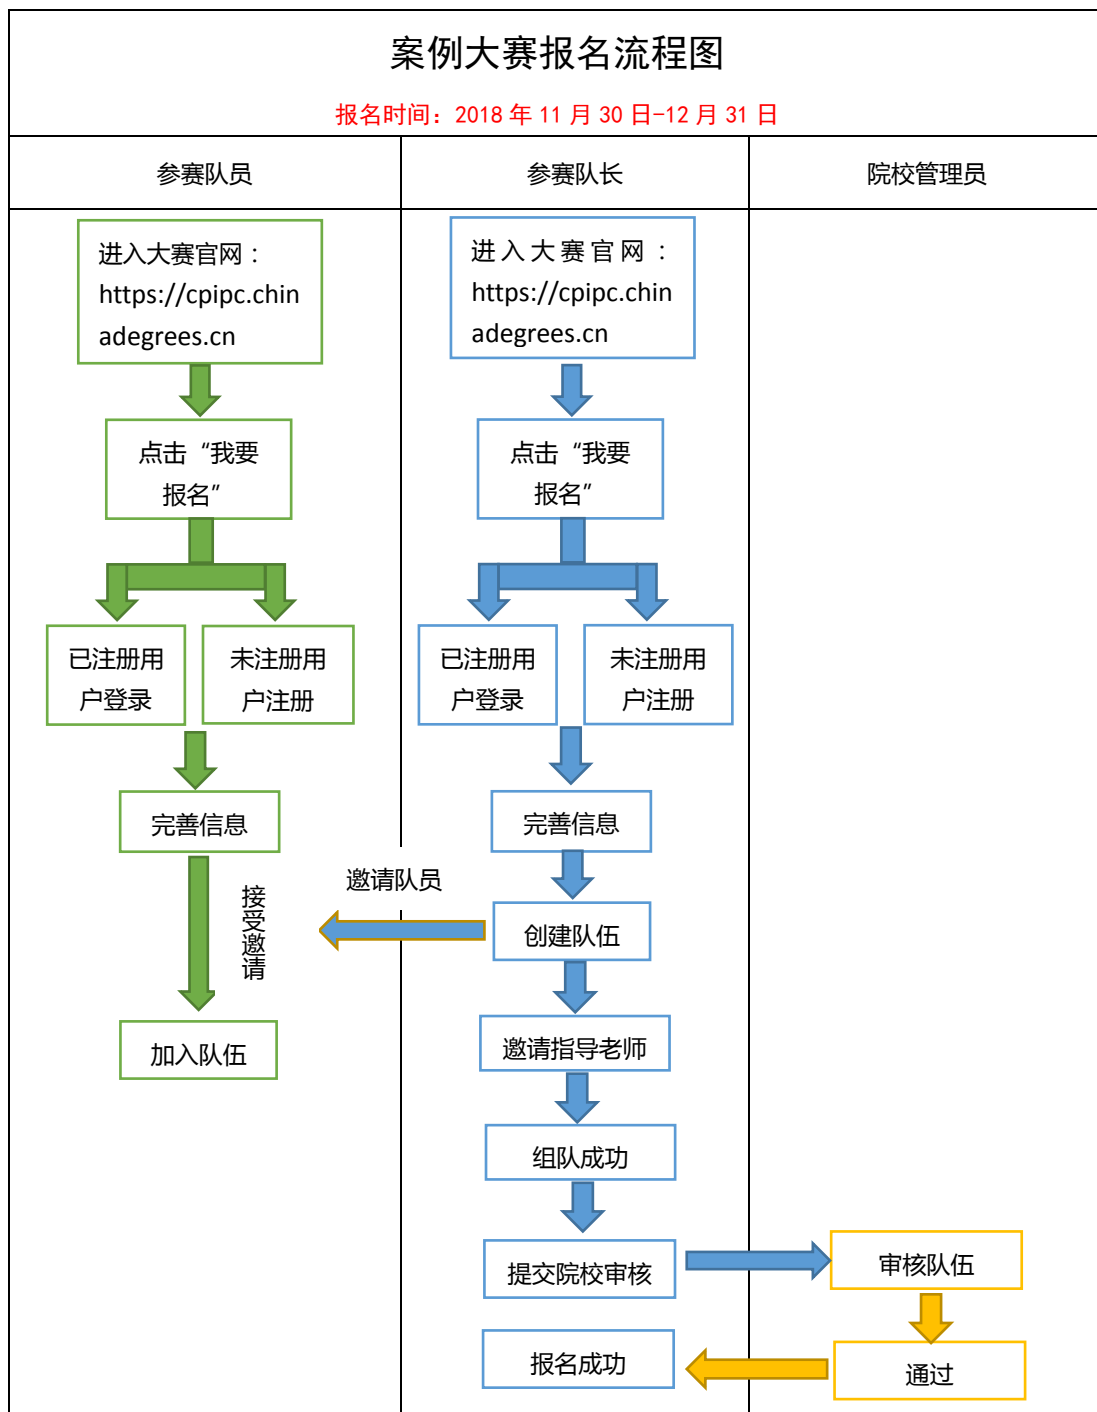 案例大赛报名流程图
报名时间：2018 年 11 月 30 日-12 月 31 日
参赛队员
参赛队长
院校管理员
进入大赛官网：
https://cpipc.chin
adegrees.cn
进入大赛官网：
https://cpipc.chin
adegrees.cn
点击“我要
报名”
点击“我要
报名”
已注册用
户登录
未注册用
户注册
已注册用
户登录
未注册用
户注册
完善信息
完善信息
邀请队员
接受邀请
创建队伍
加入队伍
邀请指导老师
组队成功
提交院校审核
审核队伍
报名成功
通过